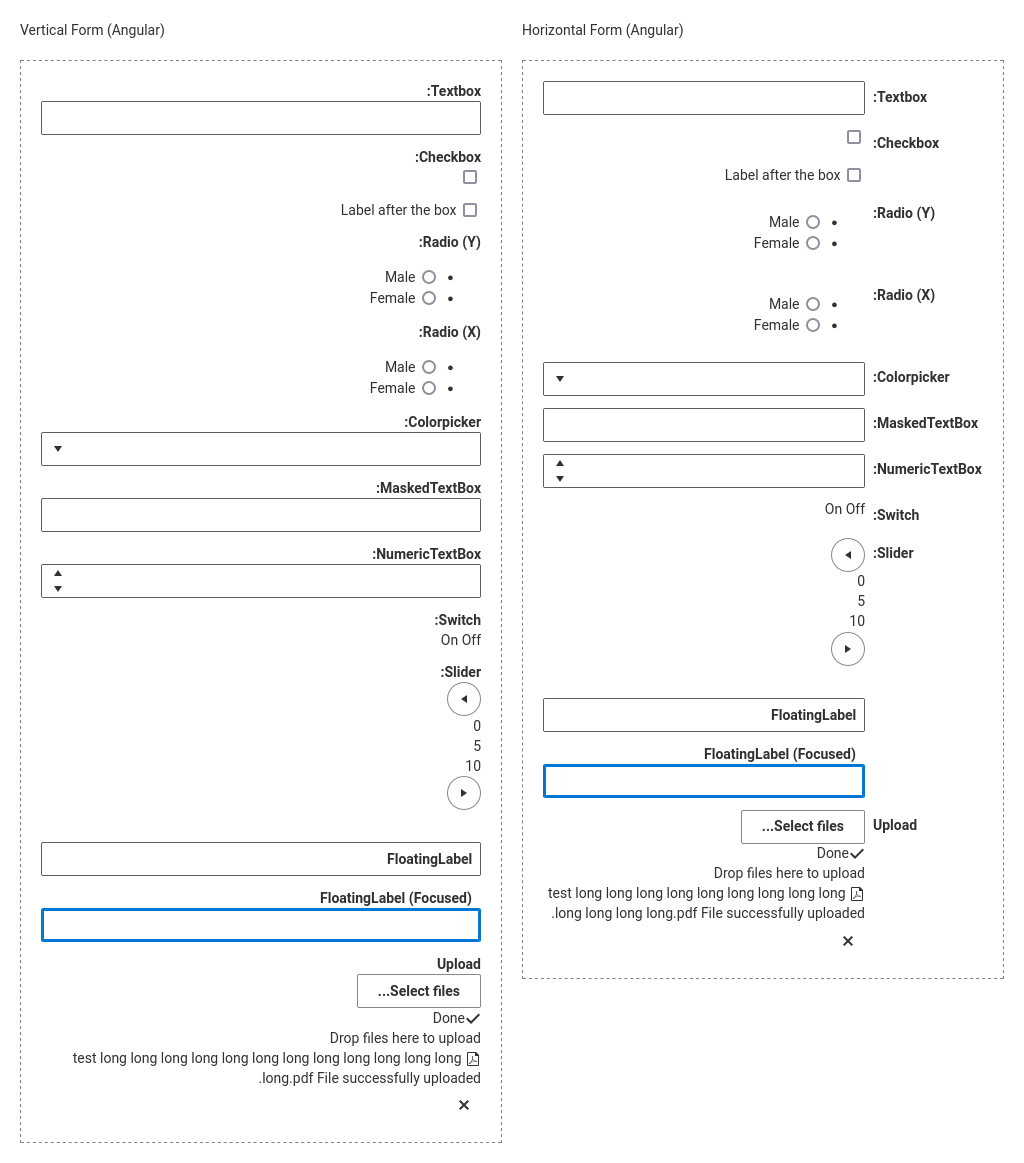 Vertical Form (Angular)
:Textbox
:Checkbox
Label after the box
:Radio (Y)
Male
Female
:Radio (X)
Male
Female
:Colorpicker
:MaskedTextBox
:NumericTextBox
:Switch
On Off
:Slider
0
5
10
FloatingLabel
FloatingLabel (Focused)
Upload
...Select files
Done
Drop files here to upload
test long long long long long long long long long long long long
.long.pdf File successfully uploaded
Horizontal Form (Angular)
:Textbox
:Checkbox
Label after the box
:Radio (Y)
Male
Female
:Radio (X)
Male
Female
:Colorpicker
:MaskedTextBox
:NumericTextBox
:Switch
On Off
:Slider
0
5
10
FloatingLabel
FloatingLabel (Focused)
Upload
...Select files
Done
Drop files here to upload
test long long long long long long long long long
.long long long long.pdf File successfully uploaded